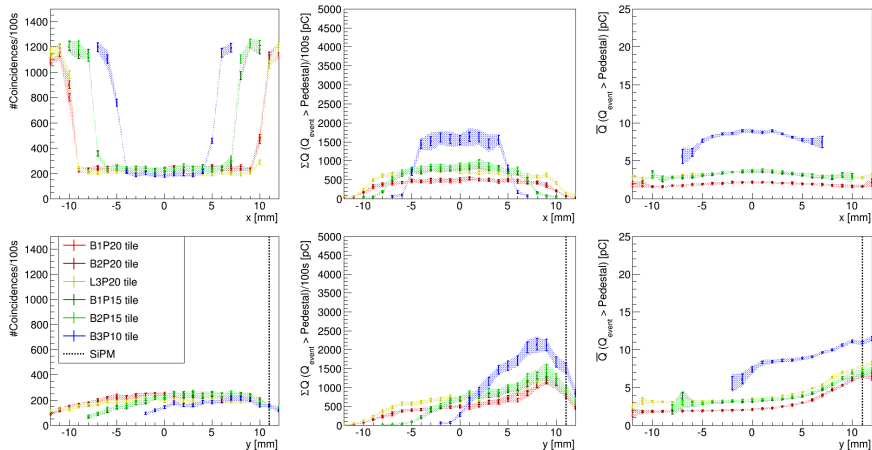 #Coincidences/100s
1400
1200
1000
800
600
400
200
0
-10 -5 0 5 10
x [mm]
ΣQ (Q_event > Pedestal)/100s [pC]
5000
4500
4000
3500
3000
2500
2000
1500
1000
500
0
-10 -5 0 5 10
x [mm]
Q̅ (Q_event > Pedestal) [pC]
25
20
15
10
5
0
-10 -5 0 5 10
x [mm]
#Coincidences/100s
1400
1200
1000
800
600
400
200
0
B1P20 tile
B2P20 tile
L3P20 tile
B1P15 tile
B2P15 tile
B3P10 tile
SiPM
-10 -5 0 5 10
y [mm]
ΣQ (Q_event > Pedestal)/100s [pC]
5000
4500
4000
3500
3000
2500
2000
1500
1000
500
0
-10 -5 0 5 10
y [mm]
Q̅ (Q_event > Pedestal) [pC]
25
20
15
10
5
0
-10 -5 0 5 10
y [mm]